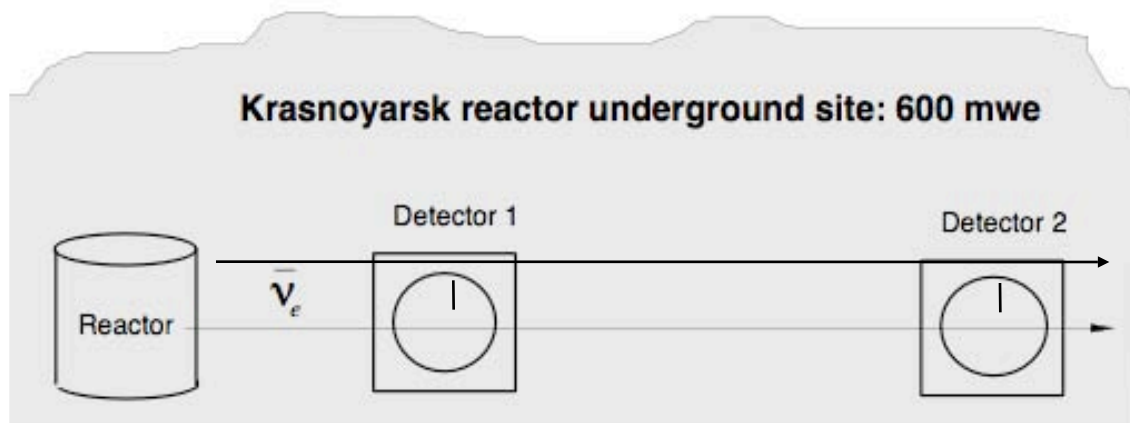 Krasnoyarsk reactor underground site: 600 mwe
Detector 1
Detector 2
Reactor
ν̄ₑ